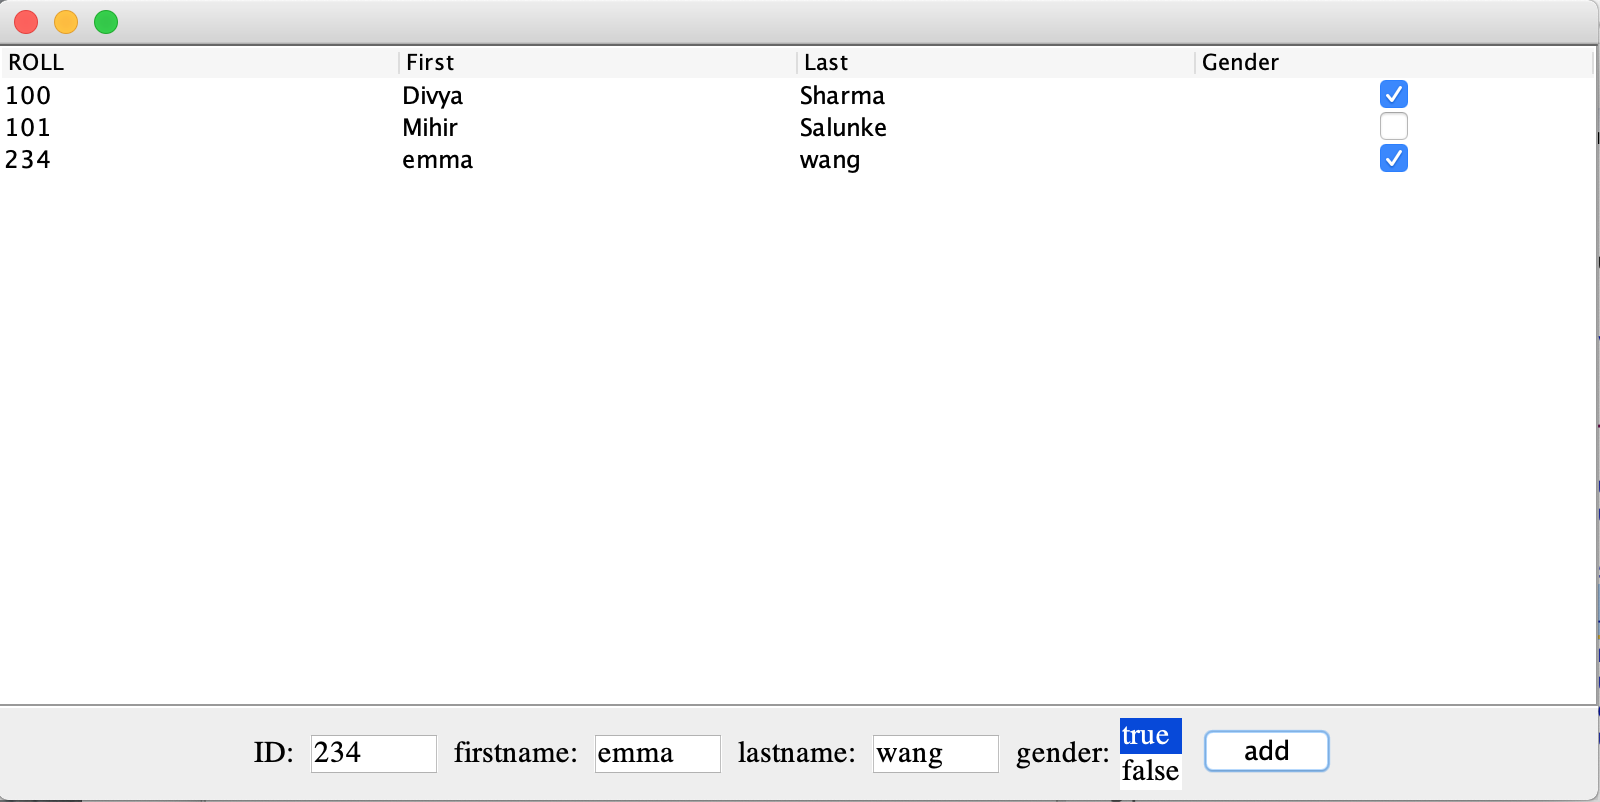 ROLL First Last Gender
100 Divya Sharma
101 Mihir Salunke
234 emma wang
ID: 234 firstname: emma lastname: wang gender: true add
false